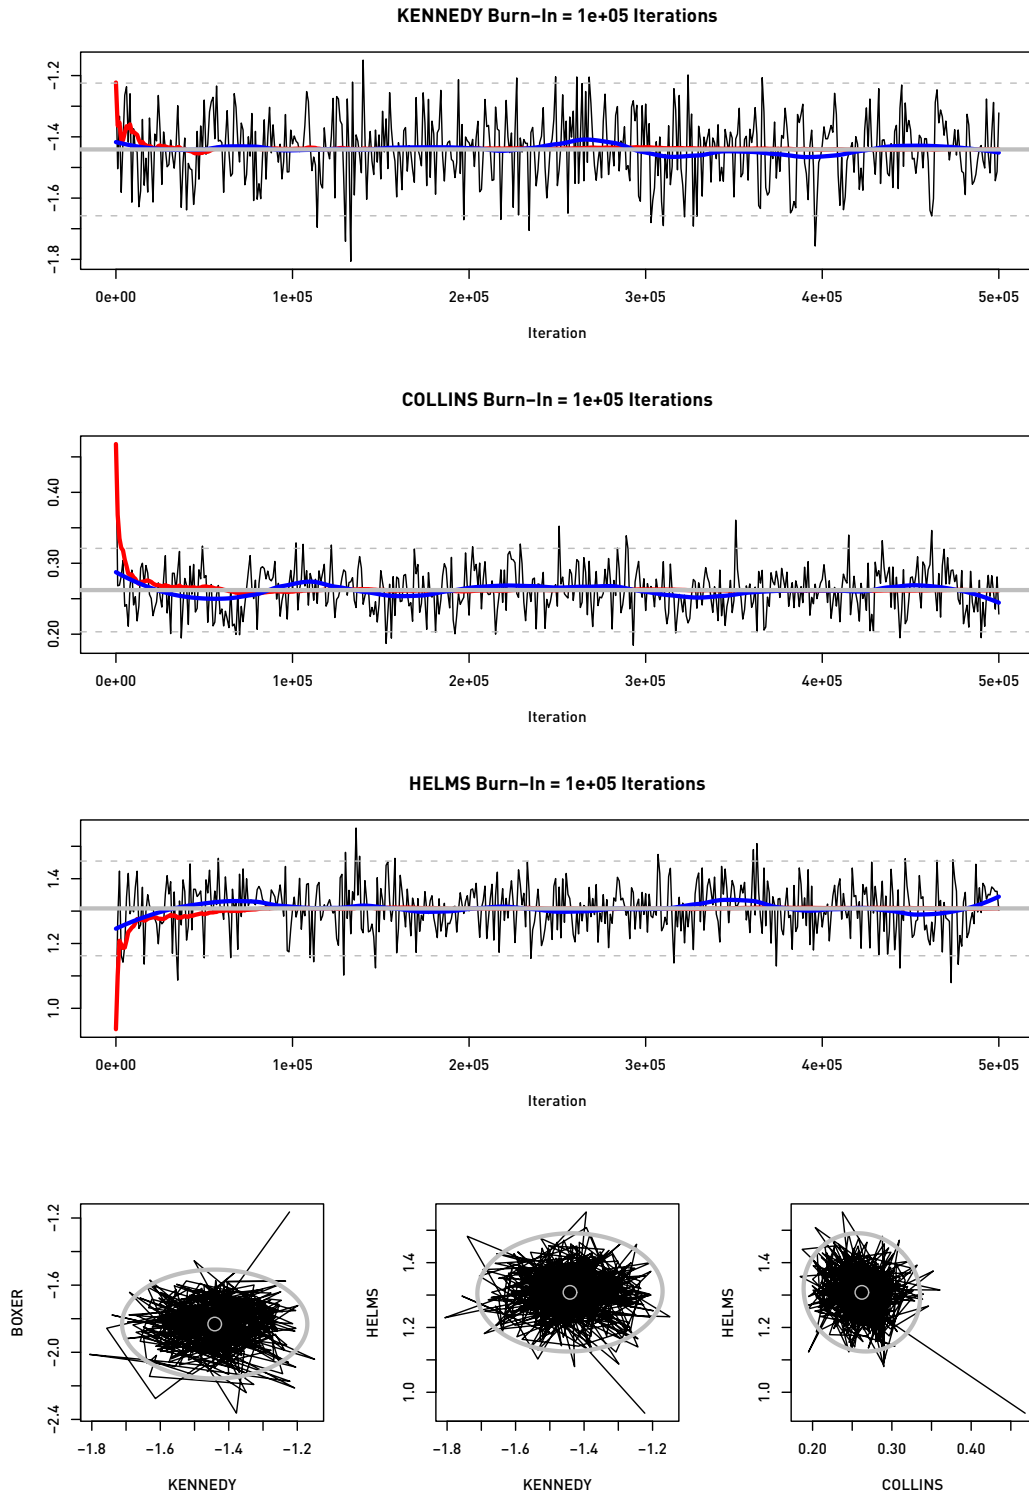 KENNEDY Burn−In = 1e+05 Iterations
−1.2
−1.4
−1.6
−1.8
0e+00 1e+05 2e+05 3e+05 4e+05 5e+05
Iteration
COLLINS Burn−In = 1e+05 Iterations
0.40
0.30
0.20
0e+00 1e+05 2e+05 3e+05 4e+05 5e+05
Iteration
HELMS Burn−In = 1e+05 Iterations
1.4
1.2
1.0
0e+00 1e+05 2e+05 3e+05 4e+05 5e+05
Iteration
BOXER
−1.2
−1.6
−2.0
−2.4
−1.8 −1.6 −1.4 −1.2
KENNEDY
HELMS
1.4
1.2
1.0
−1.8 −1.6 −1.4 −1.2
KENNEDY
HELMS
1.4
1.2
1.0
0.20 0.30 0.40
COLLINS